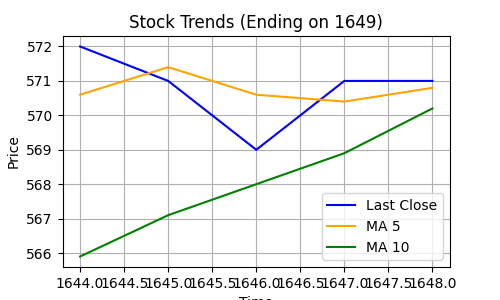 Stock Trends (Ending on 1649)
Price
572
571
570
569
568
567
566
Last Close
MA 5
MA 10
1644.0 1644.5 1645.0 1645.5 1646.0 1646.5 1647.0 1647.5 1648.0
Time